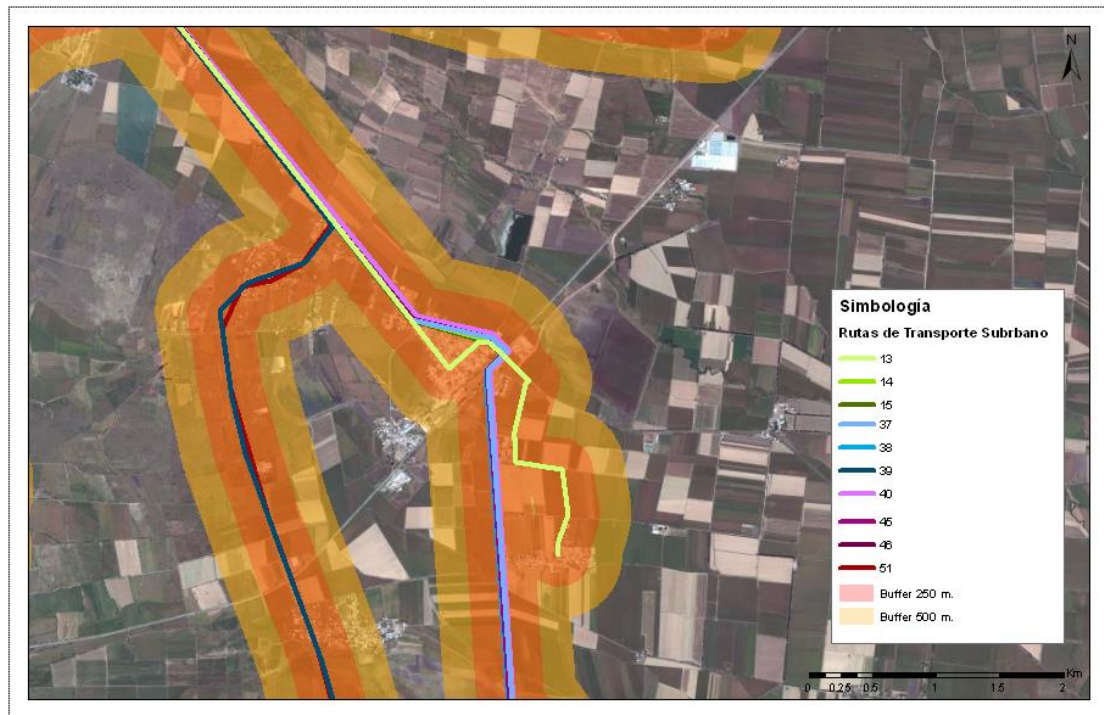 N
Simbología
Rutas de Transporte Subrbano
13
14
15
37
38
39
40
45
46
51
Buffer 250 m.
Buffer 500 m.
Km
0 0.25 0.5 1 1.5 2